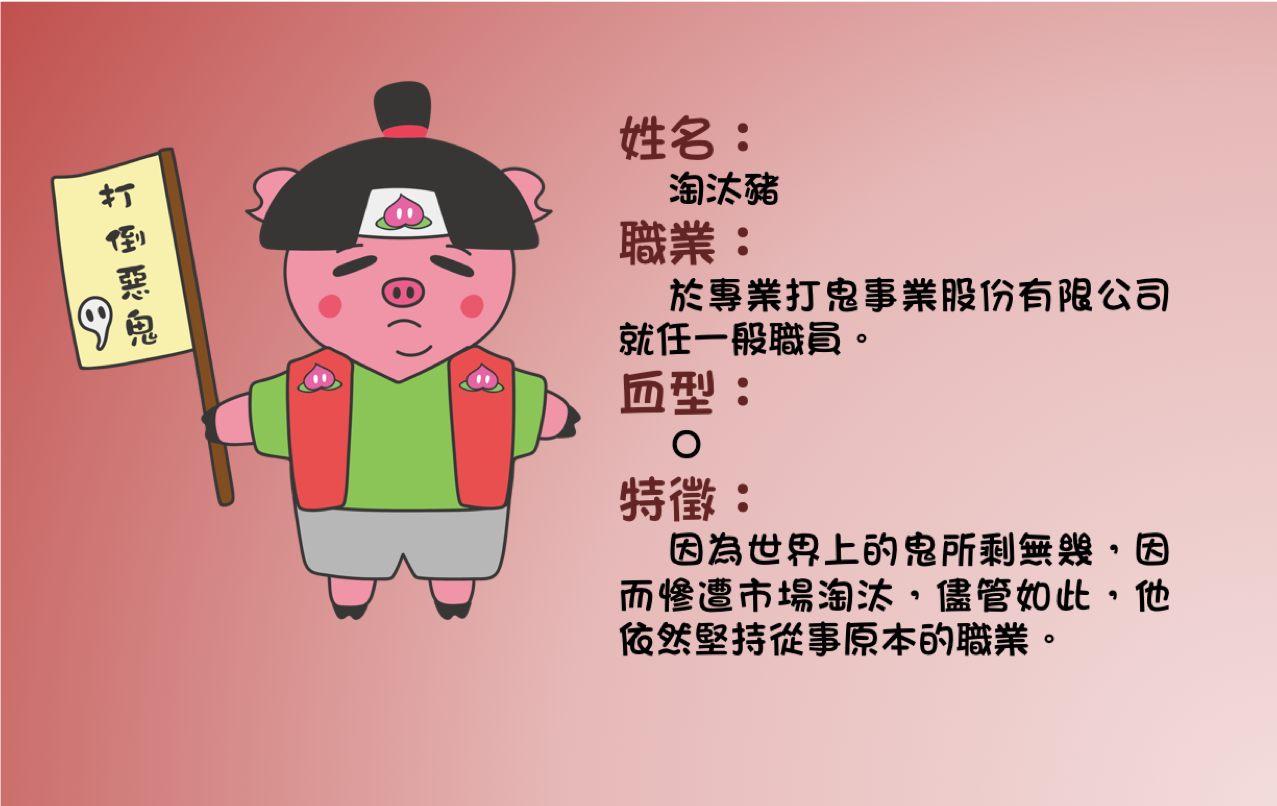 打倒惡鬼
姓名：
淘汰豬
職業：
於專業打鬼事業股份有限公司
就任一般職員。
血型：
O
特徵：
因為世界上的鬼所剩無幾，因
而慘遭市場淘汰，儘管如此，他
依然堅持從事原本的職業。